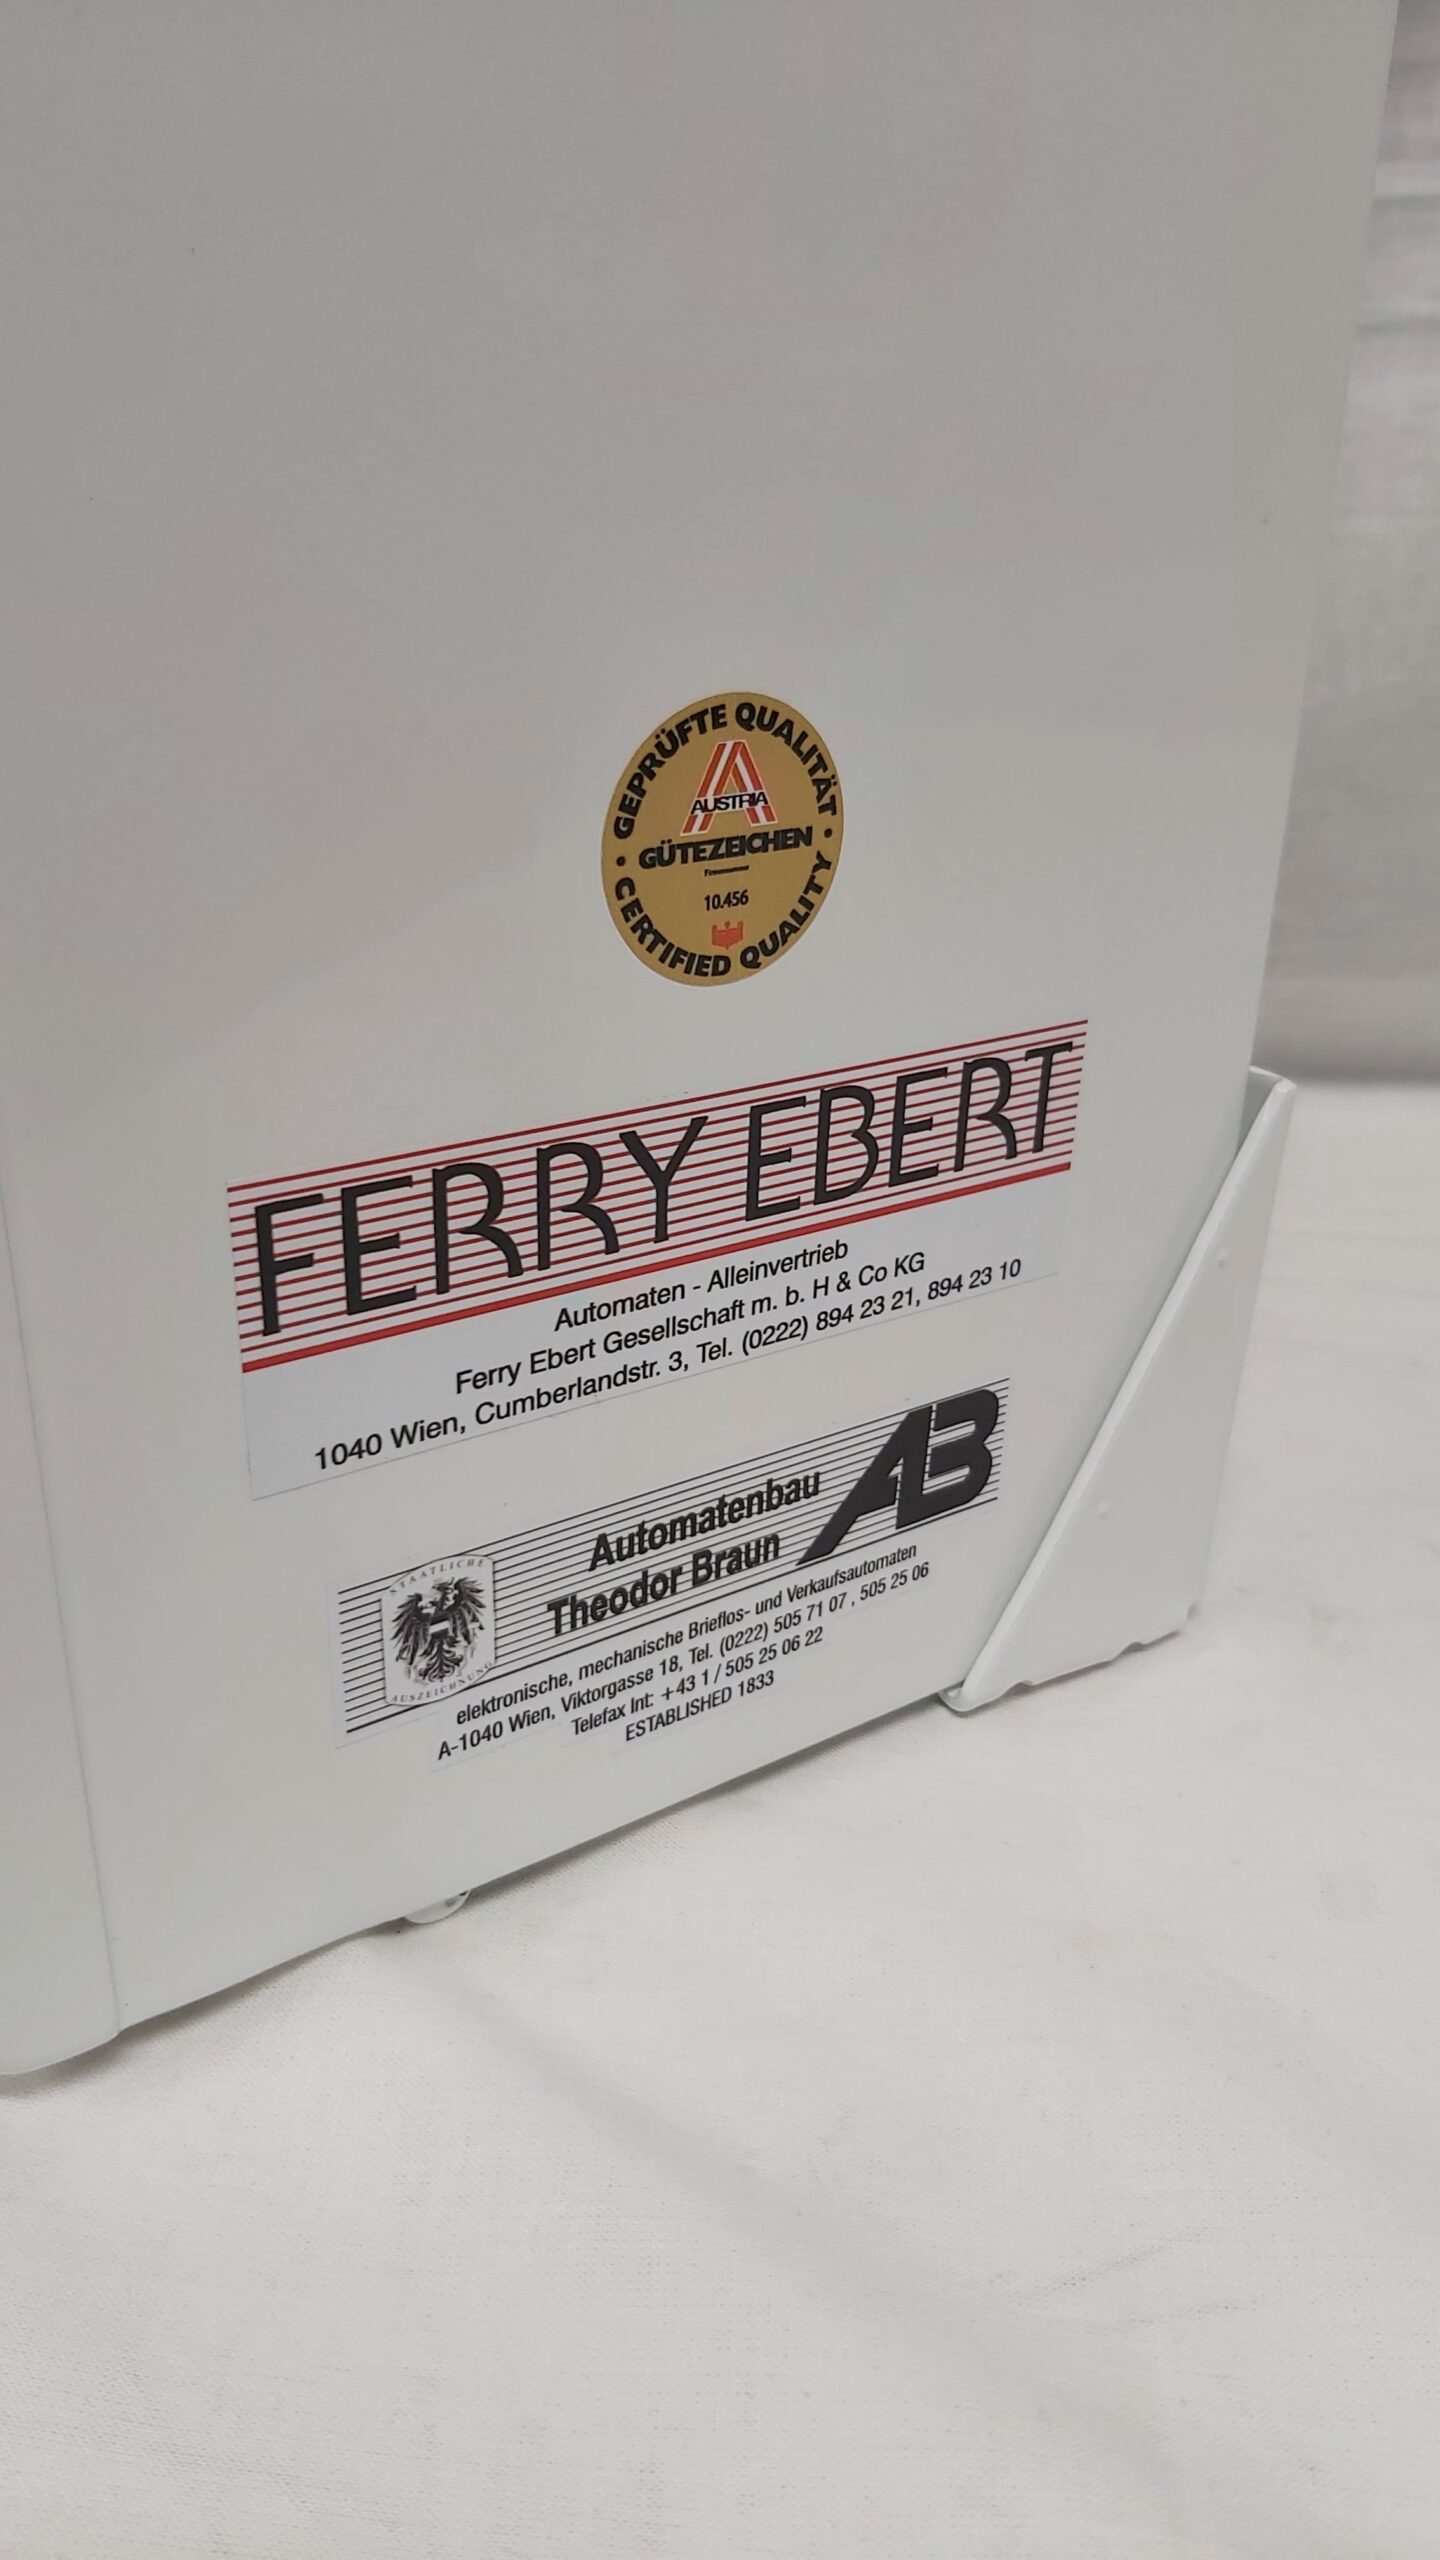 GEPRÜFTE QUALITÄT
AUSTRIA
GÜTEZEICHEN
10.456
CERTIFIED QUALITY
FERRY EBERT
Automaten - Alleinvertrieb
Ferry Ebert Gesellschaft m. b. H & Co KG
1040 Wien, Cumberlandstr. 3, Tel. (0222) 894 23 21, 894 23 10
AB
Automatenbau
Theodor Braun
STAATLICHE
AUSZEICHNUNG
elektronische, mechanische Brieflos- und Verkaufsautomaten
A-1040 Wien, Viktorgasse 18, Tel. (0222) 505 71 07 , 505 25 06
Telefax Int: +43 1 / 505 25 06 22
ESTABLISHED 1833